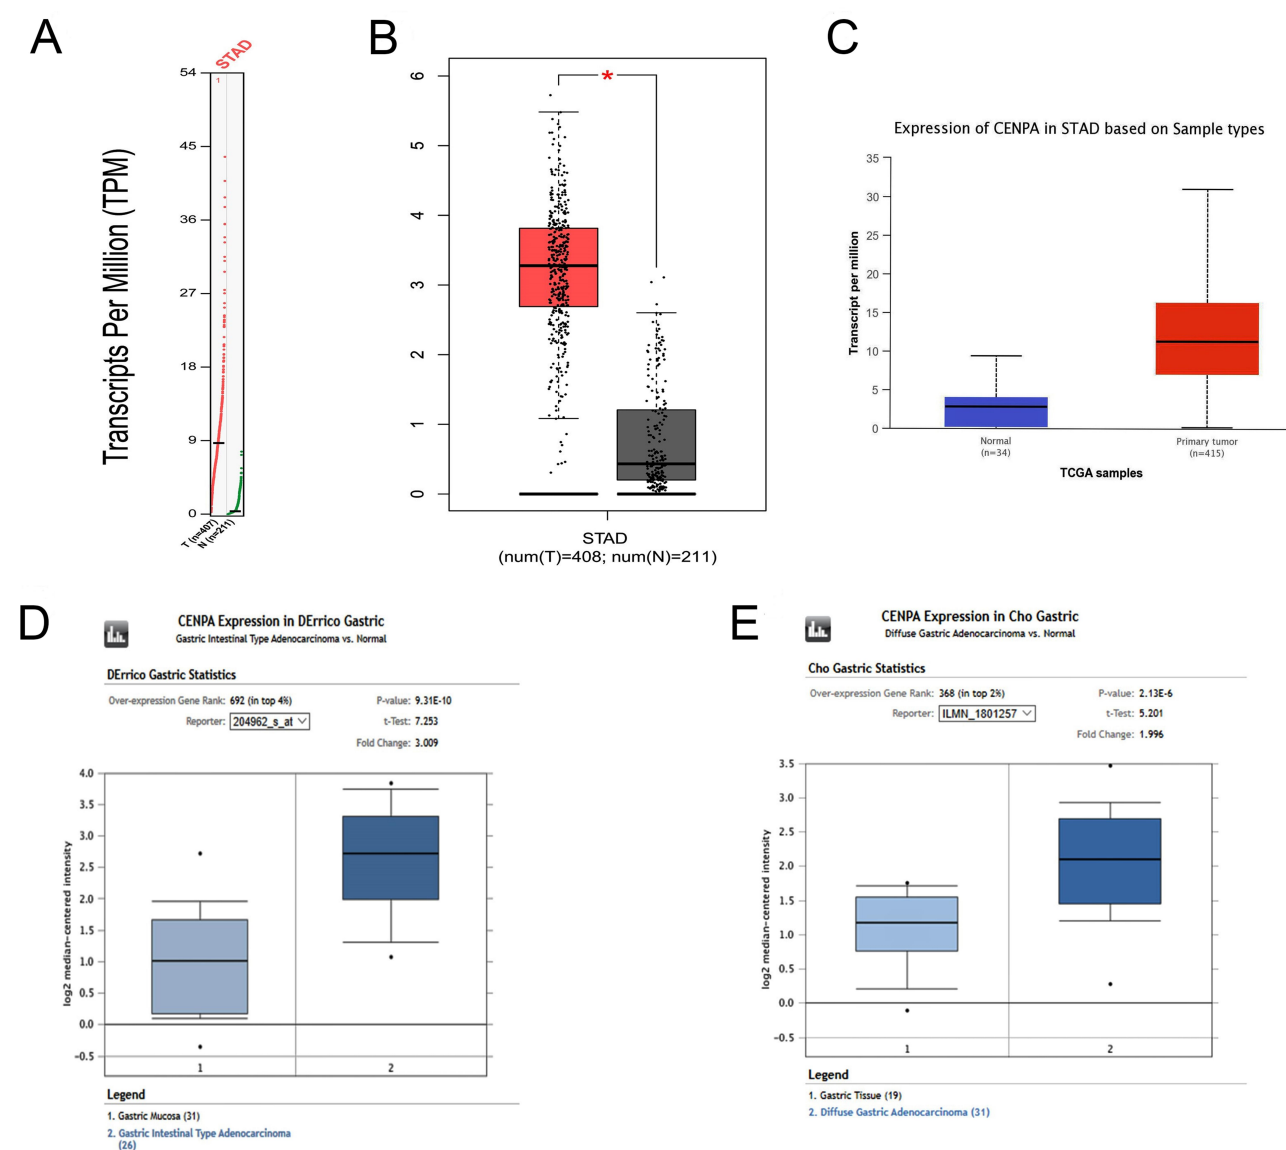 A
STAD
Transcripts Per Million (TPM)
54
1
45
36
27
18
9
0
T (n=407)
N (n=211)
B
6
5
4
3
2
1
0
*
STAD
(num(T)=408; num(N)=211)
C
Expression of CENPA in STAD based on Sample types
Transcript per million
35
30
25
20
15
10
5
0
Normal
(n=34)
Primary tumor
(n=415)
TCGA samples
D
CENPA Expression in DErrico Gastric
Gastric Intestinal Type Adenocarcinoma vs. Normal
DErrico Gastric Statistics
Over-expression Gene Rank: 692 (in top 4%)
P-value: 9.31E-10
Reporter: 204962_s_at
t-Test: 7.253
Fold Change: 3.009
log2 median-centered intensity
4.0
3.5
3.0
2.5
2.0
1.5
1.0
0.5
0.0
-0.5
1
2
Legend
1. Gastric Mucosa (31)
2. Gastric Intestinal Type Adenocarcinoma
(26)
E
CENPA Expression in Cho Gastric
Diffuse Gastric Adenocarcinoma vs. Normal
Cho Gastric Statistics
Over-expression Gene Rank: 368 (in top 2%)
P-value: 2.13E-6
Reporter: ILMN_1801257
t-Test: 5.201
Fold Change: 1.996
log2 median-centered intensity
3.5
3.0
2.5
2.0
1.5
1.0
0.5
0.0
-0.5
1
2
Legend
1. Gastric Tissue (19)
2. Diffuse Gastric Adenocarcinoma (31)